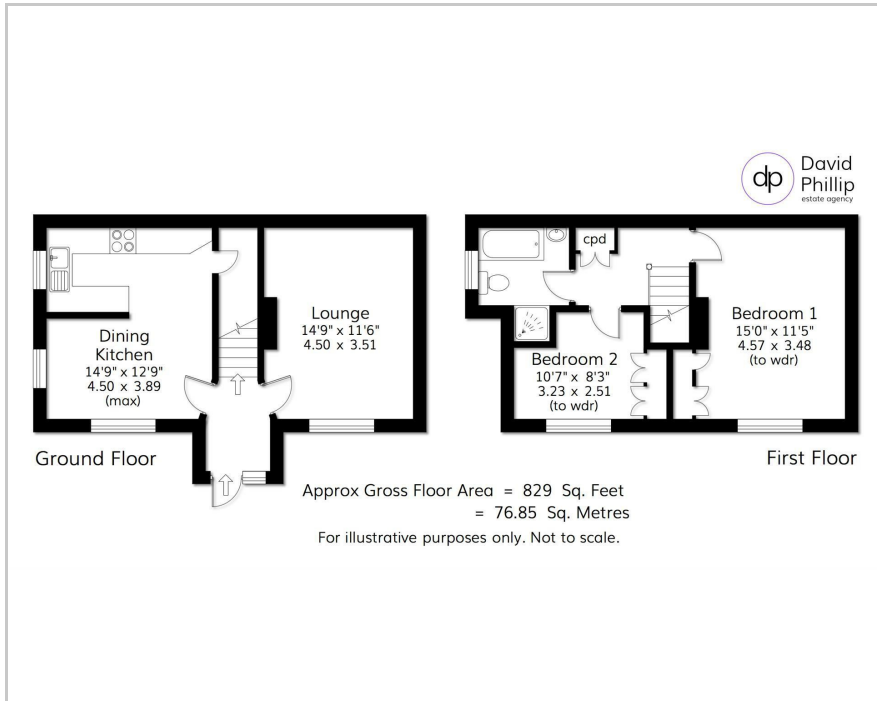 dp
David
Phillip
estate agency
Dining
Kitchen
14'9" x 12'9"
4.50 x 3.89
(max)
Lounge
14'9" x 11'6"
4.50 x 3.51
Ground Floor
cpd
Bedroom 1
15'0" x 11'5"
4.57 x 3.48
(to wdr)
Bedroom 2
10'7" x 8'3"
3.23 x 2.51
(to wdr)
First Floor
Approx Gross Floor Area = 829 Sq. Feet
= 76.85 Sq. Metres
For illustrative purposes only. Not to scale.